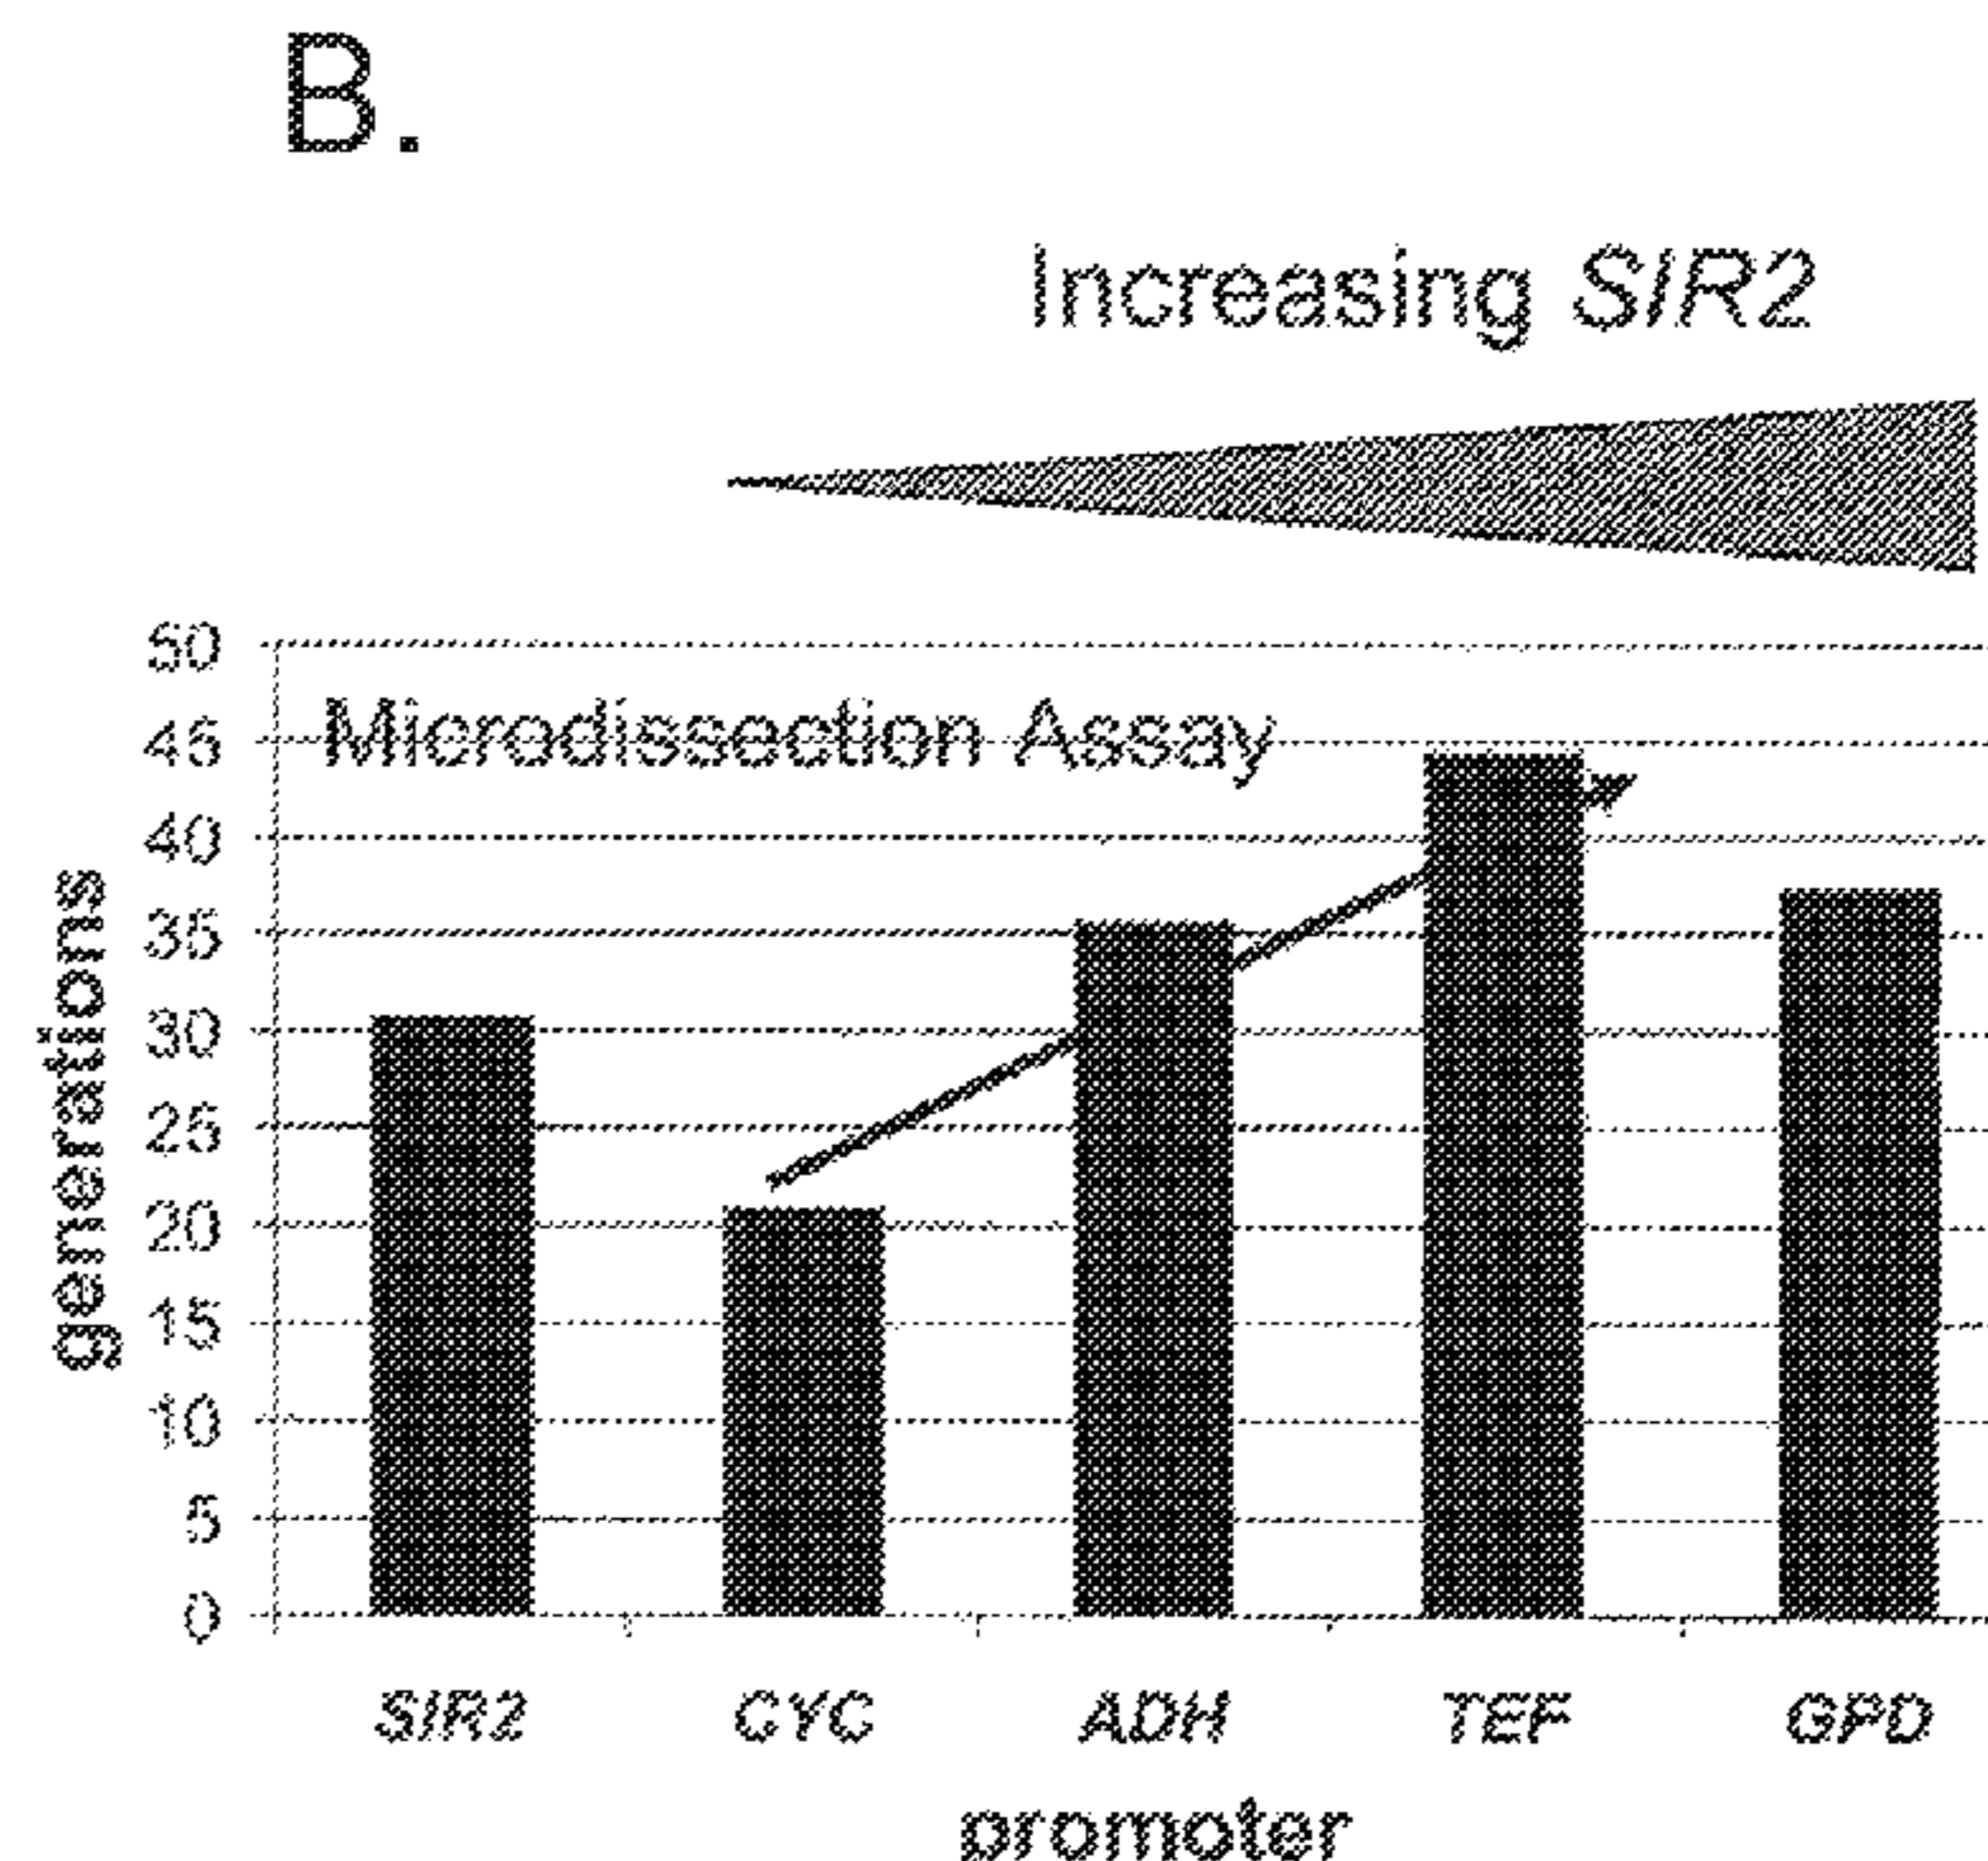 B.
Increasing SIR2
Microdissection Assay
50
45
40
35
30
25
20
15
10
5
0
generations
SIR2 CYC ADH TEF GPD
promoter